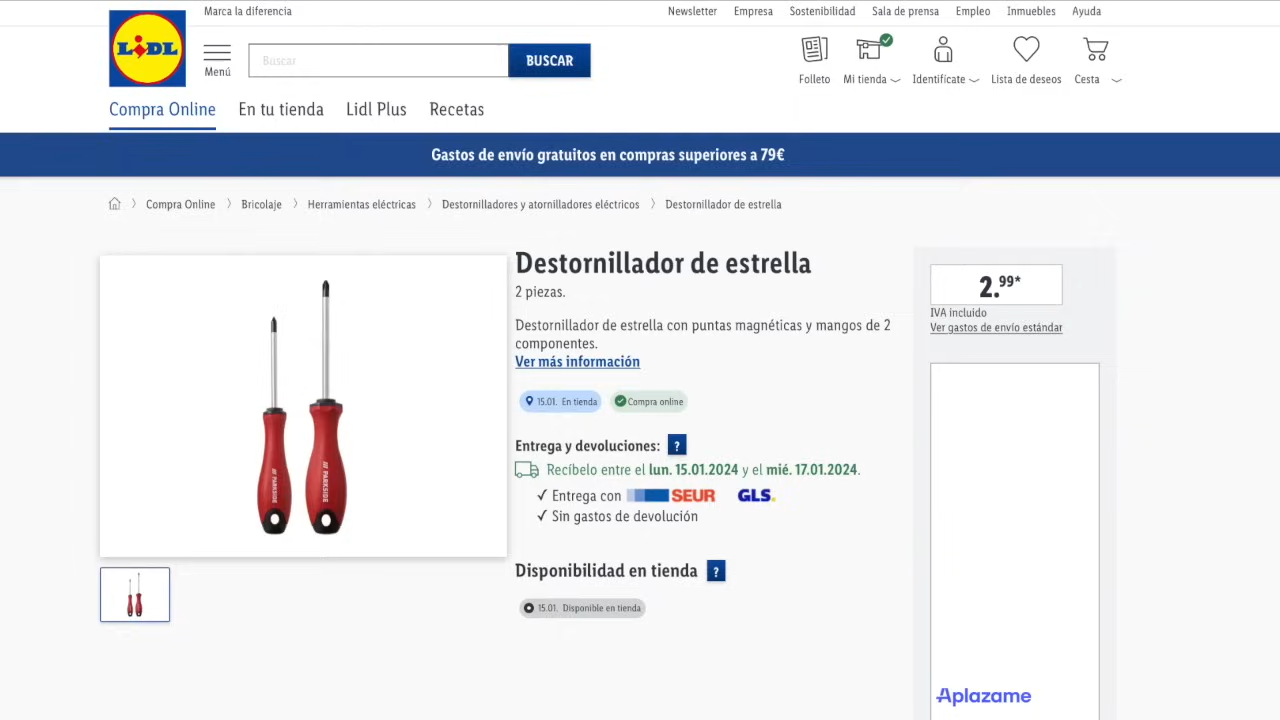 Marca la diferencia
Newsletter Empresa Sostenibilidad Sala de prensa Empleo Inmuebles Ayuda
LIDL
Menú
Buscar
BUSCAR
Folleto Mi tienda Identifícate Lista de deseos Cesta
Compra Online En tu tienda Lidl Plus Recetas
Gastos de envío gratuitos en compras superiores a 79€
Compra Online Bricolaje Herramientas eléctricas Destornilladores y atornilladores eléctricos Destornillador de estrella
Destornillador de estrella
2 piezas.
Destornillador de estrella con puntas magnéticas y mangos de 2
componentes.
Ver más información
15.01. En tienda Compra online
Entrega y devoluciones: ?
Recíbelo entre el lun. 15.01.2024 y el mié. 17.01.2024.
✓ Entrega con SEUR GLS.
✓ Sin gastos de devolución
Disponibilidad en tienda ?
15.01. Disponible en tienda
2.99*
IVA incluido
Ver gastos de envío estándar
Aplazame
PARKSIDE
PARKSIDE